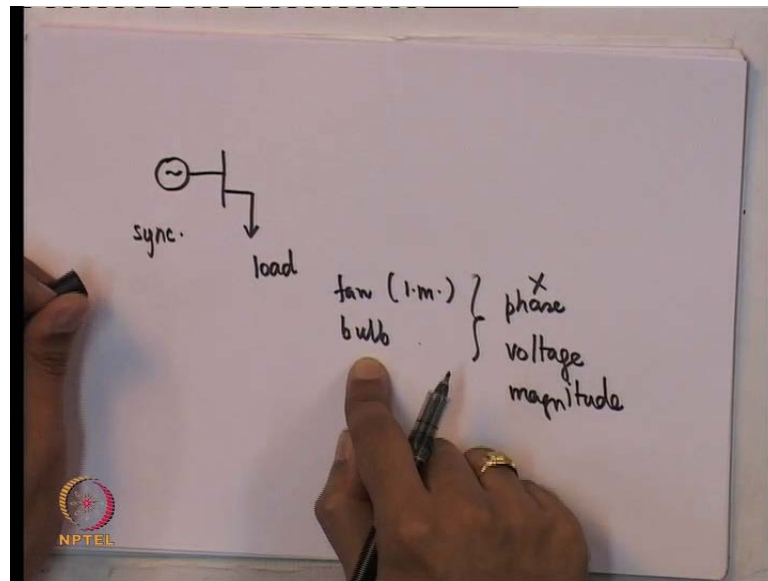 ~
sync.
load
fan (I.m.)
bulb
X
phase
voltage
magnitude
NPTEL